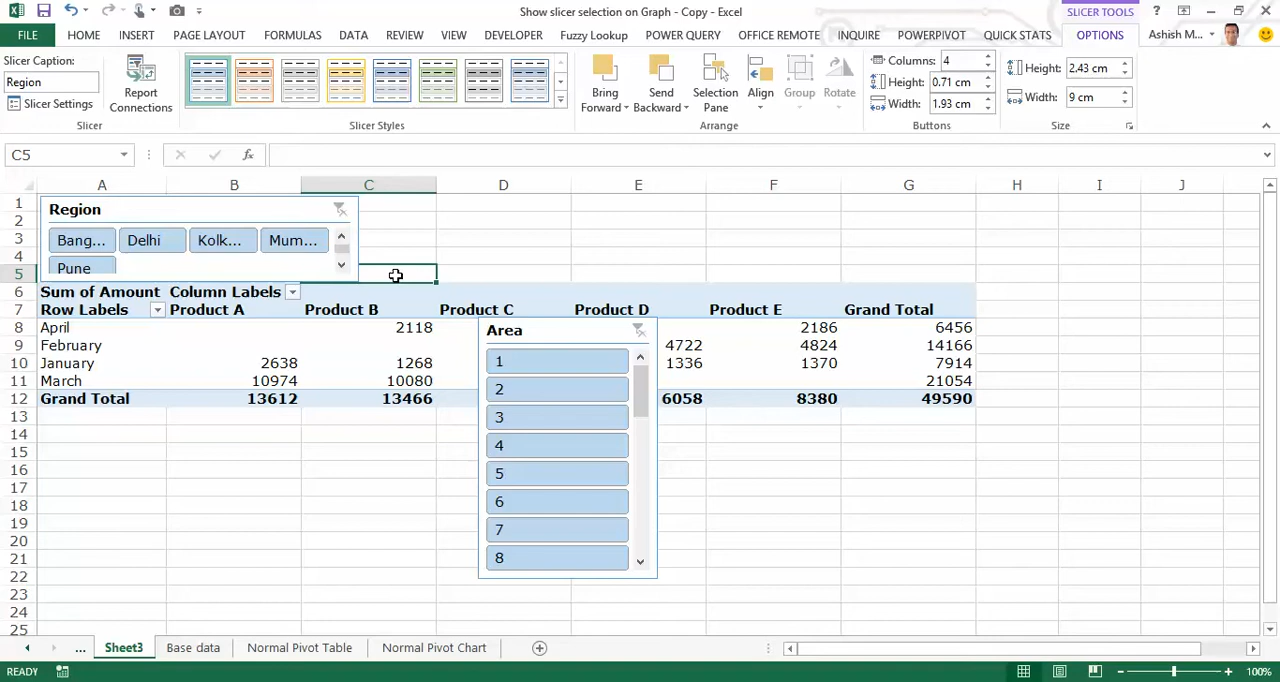 Show slicer selection on Graph - Copy - Excel
SLICER TOOLS
FILE HOME INSERT PAGE LAYOUT FORMULAS DATA REVIEW VIEW DEVELOPER Fuzzy Lookup POWER QUERY OFFICE REMOTE INQUIRE POWERPIVOT QUICK STATS OPTIONS Ashish M...
Slicer Caption:
Region
Slicer Settings
Report Connections
Bring Forward
Send Backward
Selection Pane
Align
Group
Rotate
Columns: 4
Height: 0.71 cm
Width: 1.93 cm
Height: 2.43 cm
Width: 9 cm
Slicer Slicer Styles Arrange Buttons Size
C5 fx
A B C D E F G H I J
1
2
3
4
5
6
7
8
9
10
11
12
13
14
15
16
17
18
19
20
21
22
23
24
25
Region
Bang... Delhi Kolk... Mum...
Pune
Sum of Amount Column Labels
Row Labels Product A Product B Product C Product D Product E Grand Total
April 2118 2186 6456
February 4722 4824 14166
January 2638 1268 1336 1370 7914
March 10974 10080 21054
Grand Total 13612 13466 6058 8380 49590
Area
1
2
3
4
5
6
7
8
... Sheet3 Base data Normal Pivot Table Normal Pivot Chart
READY 100%